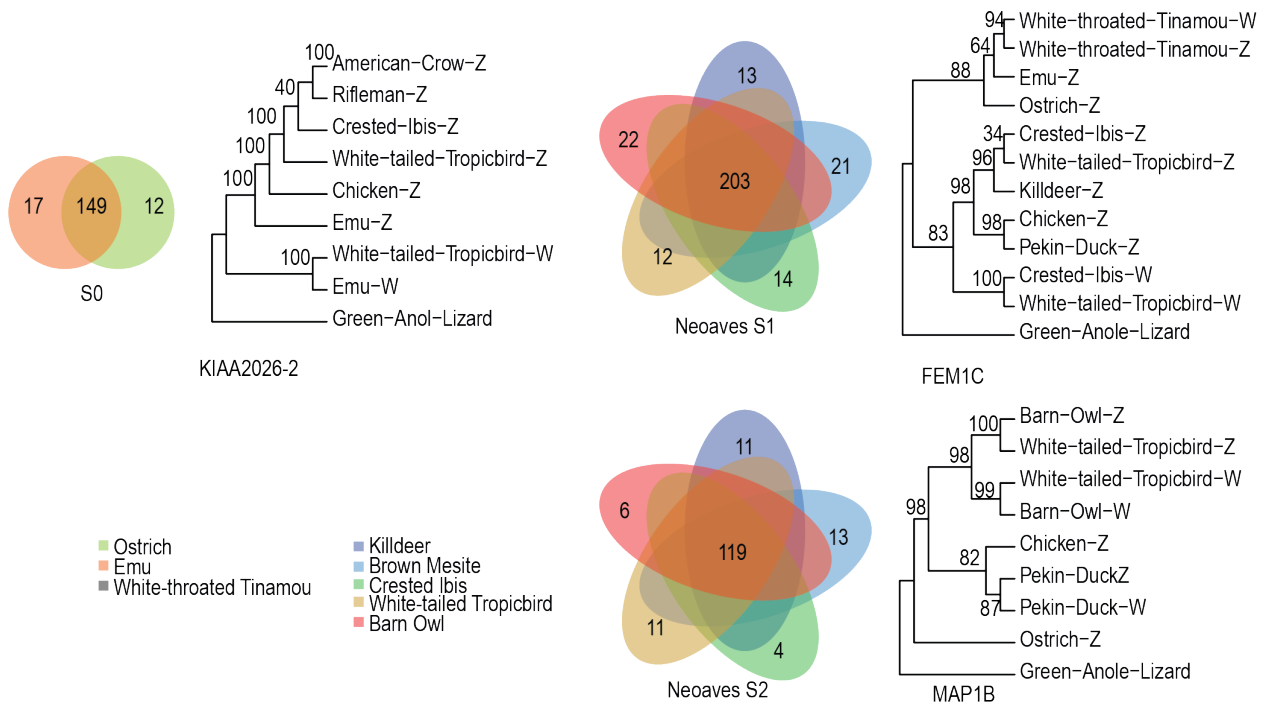 17
149
12
S0
100
American−Crow−Z
40
Rifleman−Z
100
Crested−Ibis−Z
100
White−tailed−Tropicbird−Z
100
Chicken−Z
Emu−Z
White−tailed−Tropicbird−W
100
Emu−W
Green−Anol−Lizard
KIAA2026-2
13
22
21
203
12
14
Neoaves S1
94
White−throated−Tinamou−W
64
White−throated−Tinamou−Z
88
Emu−Z
Ostrich−Z
34
Crested−Ibis−Z
96
White−tailed−Tropicbird−Z
98
Killdeer−Z
98
Chicken−Z
83
Pekin−Duck−Z
100
Crested−Ibis−W
White−tailed−Tropicbird−W
Green−Anole−Lizard
FEM1C
Ostrich
Emu
White-throated Tinamou
Killdeer
Brown Mesite
Crested Ibis
White-tailed Tropicbird
Barn Owl
11
6
13
119
11
4
Neoaves S2
100
Barn−Owl−Z
98
White−tailed−Tropicbird−Z
White−tailed−Tropicbird−W
99
98
Barn−Owl−W
82
Chicken−Z
Pekin−DuckZ
87
Pekin−Duck−W
Ostrich−Z
Green−Anole−Lizard
MAP1B